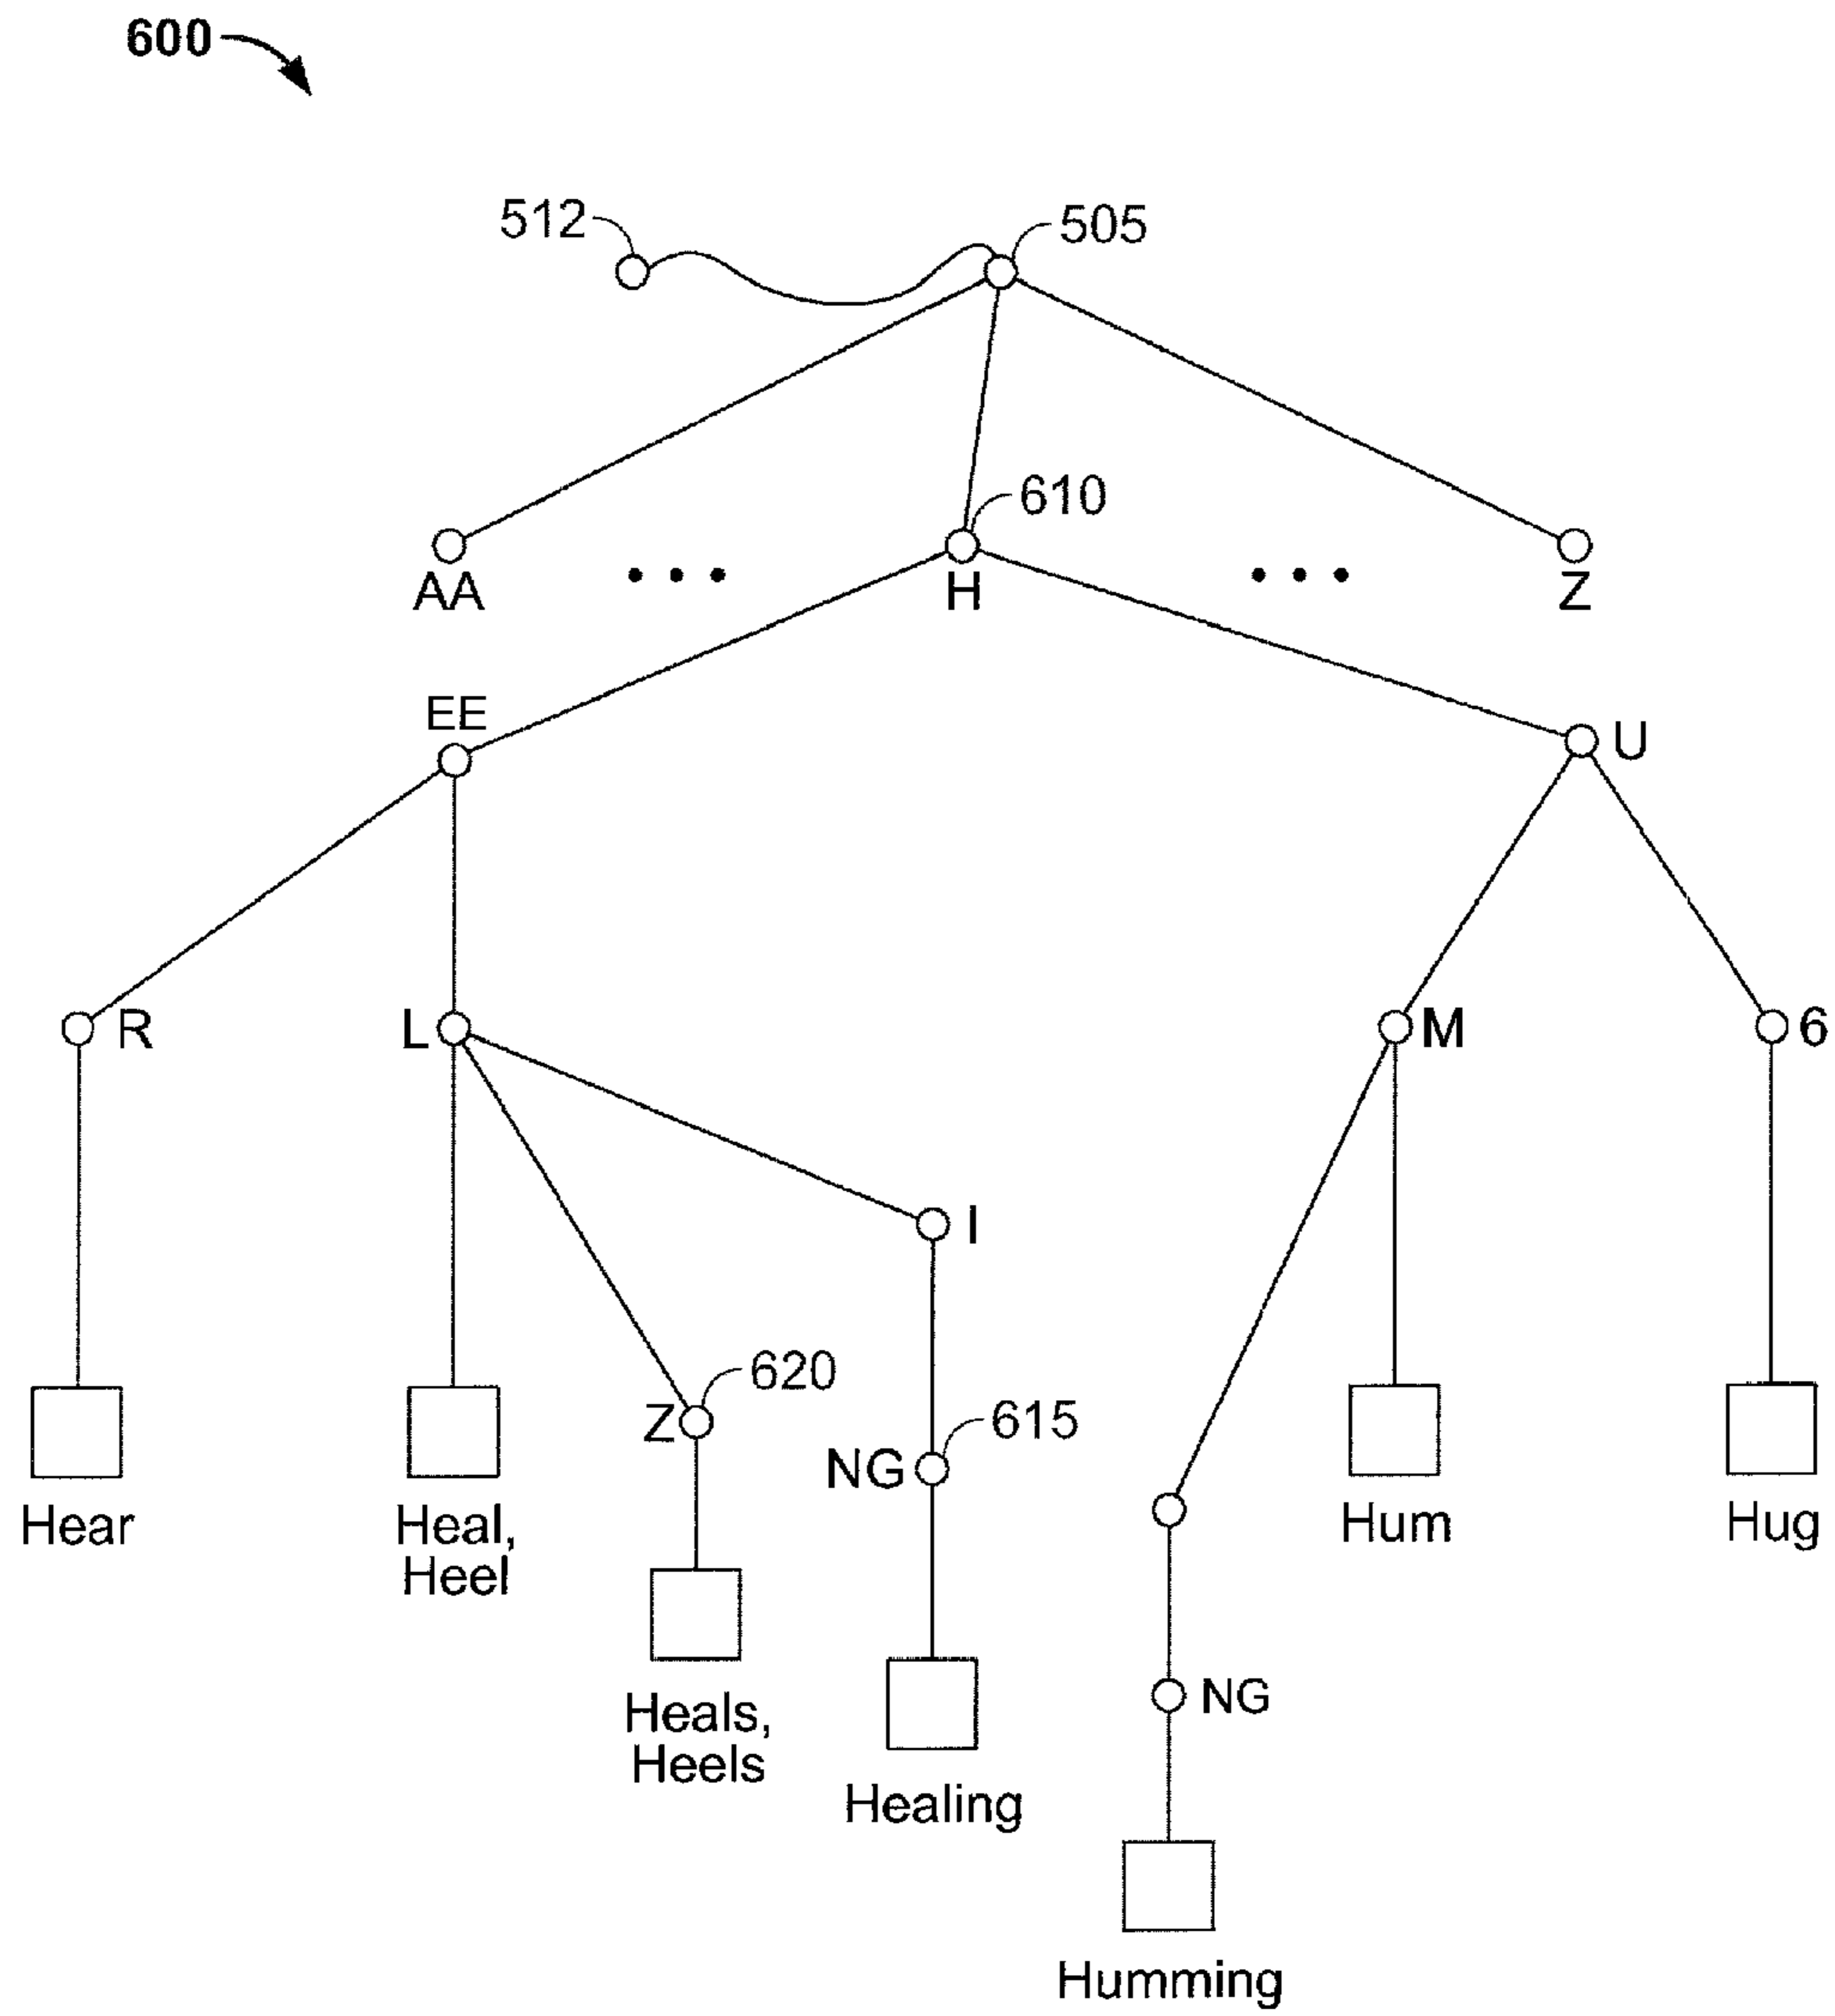 600
512
505
610
AA
H
Z
EE
U
R
L
M
6
I
620
Z
615
NG
Hear
Heal,
Heel
Hum
Hug
NG
Heals,
Heels
Healing
Humming